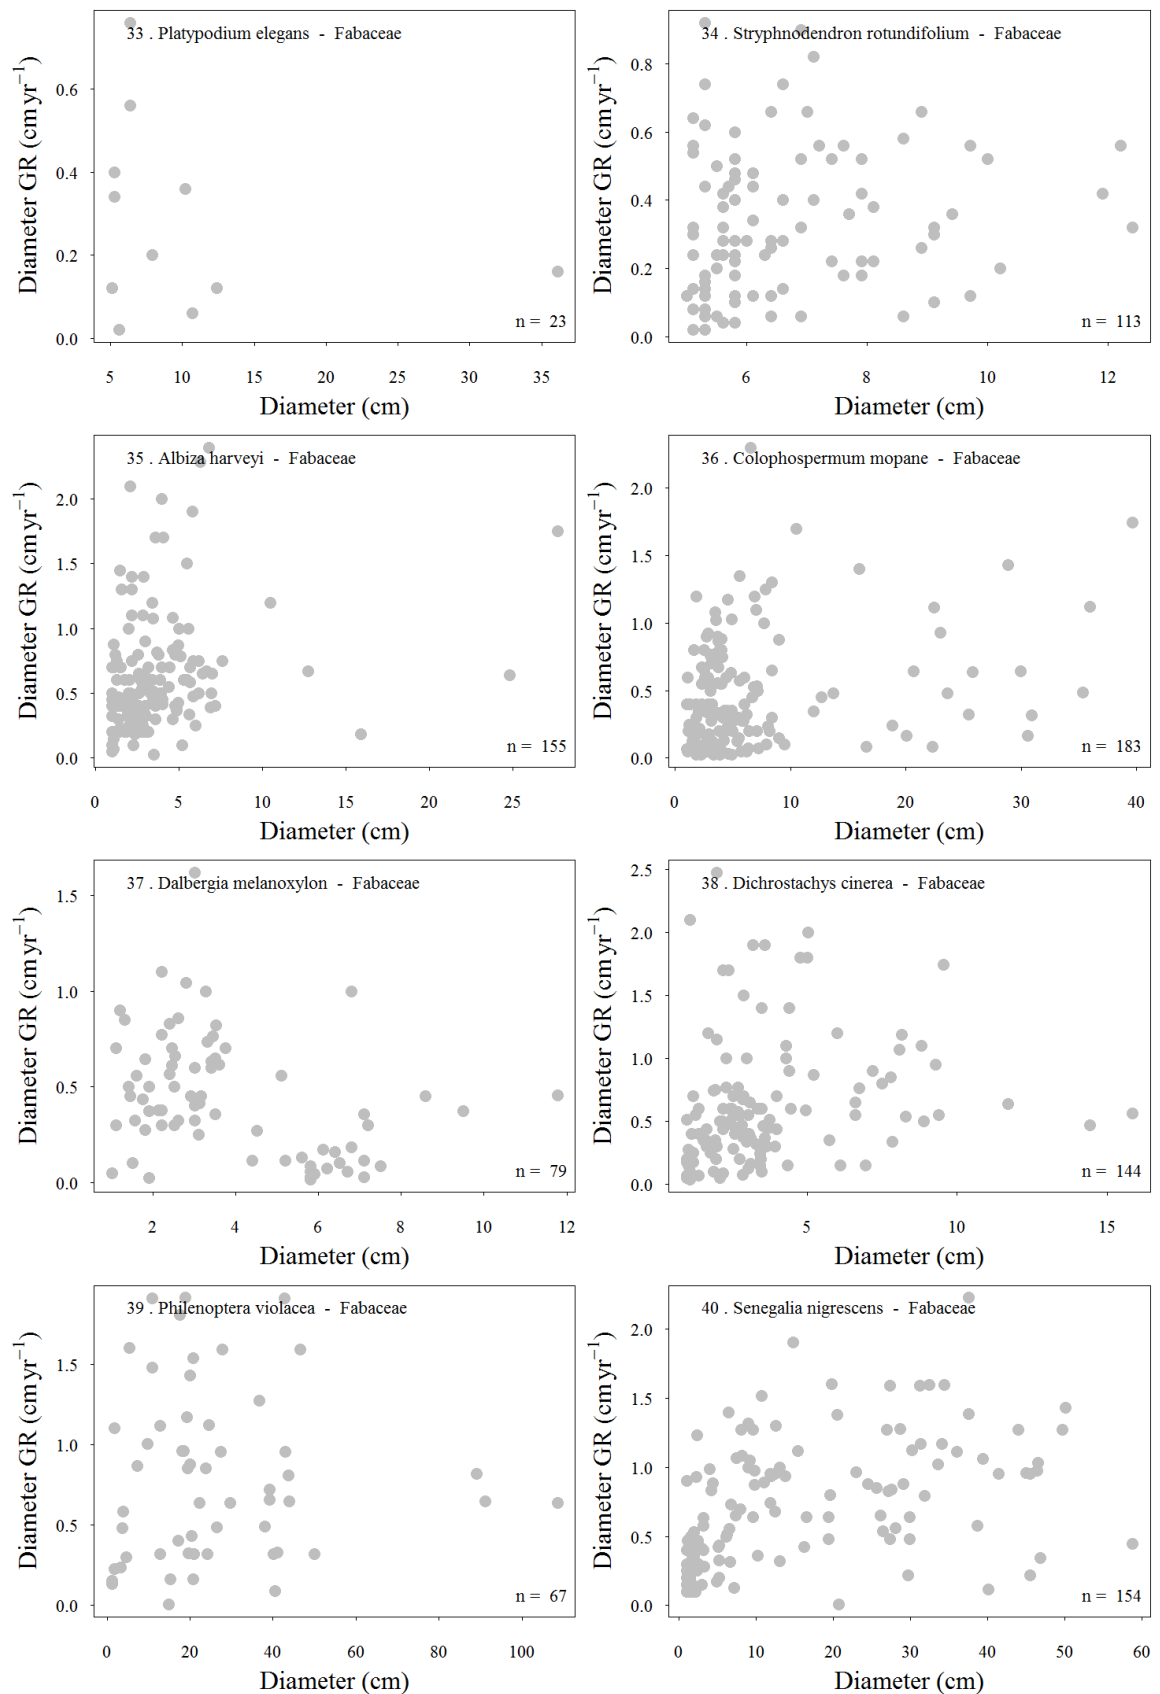 33 . Platypodium elegans - Fabaceae
Diameter GR (cm yr⁻¹)
0.6
0.4
0.2
0.0
n = 23
5 10 15 20 25 30 35
Diameter (cm)
34 . Stryphnodendron rotundifolium - Fabaceae
Diameter GR (cm yr⁻¹)
0.8
0.6
0.4
0.2
0.0
n = 113
6 8 10 12
Diameter (cm)
35 . Albiza harveyi - Fabaceae
Diameter GR (cm yr⁻¹)
2.0
1.5
1.0
0.5
0.0
n = 155
0 5 10 15 20 25
Diameter (cm)
36 . Colophospermum mopane - Fabaceae
Diameter GR (cm yr⁻¹)
2.0
1.5
1.0
0.5
0.0
n = 183
0 10 20 30 40
Diameter (cm)
37 . Dalbergia melanoxylon - Fabaceae
Diameter GR (cm yr⁻¹)
1.5
1.0
0.5
0.0
n = 79
2 4 6 8 10 12
Diameter (cm)
38 . Dichrostachys cinerea - Fabaceae
Diameter GR (cm yr⁻¹)
2.5
2.0
1.5
1.0
0.5
0.0
n = 144
5 10 15
Diameter (cm)
39 . Philenoptera violacea - Fabaceae
Diameter GR (cm yr⁻¹)
1.5
1.0
0.5
0.0
n = 67
0 20 40 60 80 100
Diameter (cm)
40 . Senegalia nigrescens - Fabaceae
Diameter GR (cm yr⁻¹)
2.0
1.5
1.0
0.5
0.0
n = 154
0 10 20 30 40 50 60
Diameter (cm)